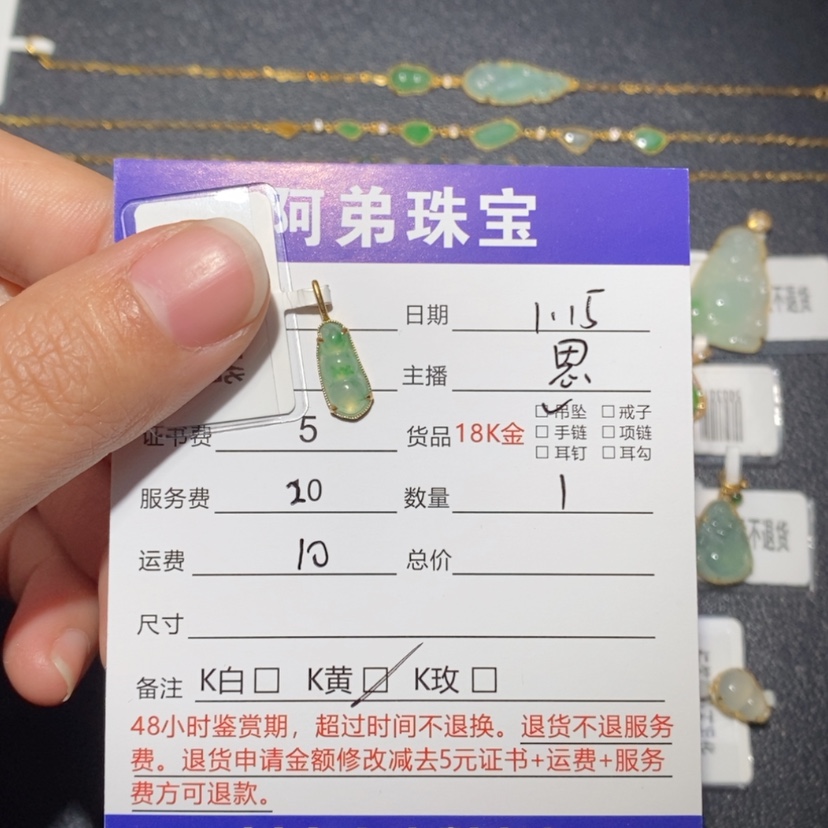 阿弟珠宝
日期 1.15
主播 恩
证书费 5 货品 18K金 ☐吊坠 ☐戒子
☐手链 ☐项链
☐耳钉 ☐耳勾
服务费 20 数量 1
运费 10 总价
尺寸
备注 K白☐ K黄☐ K玫☐
48小时鉴赏期，超过时间不退换。退货不退服务
费。退货申请金额修改减去5元证书+运费+服务
费方可退款。
不退货
不退货